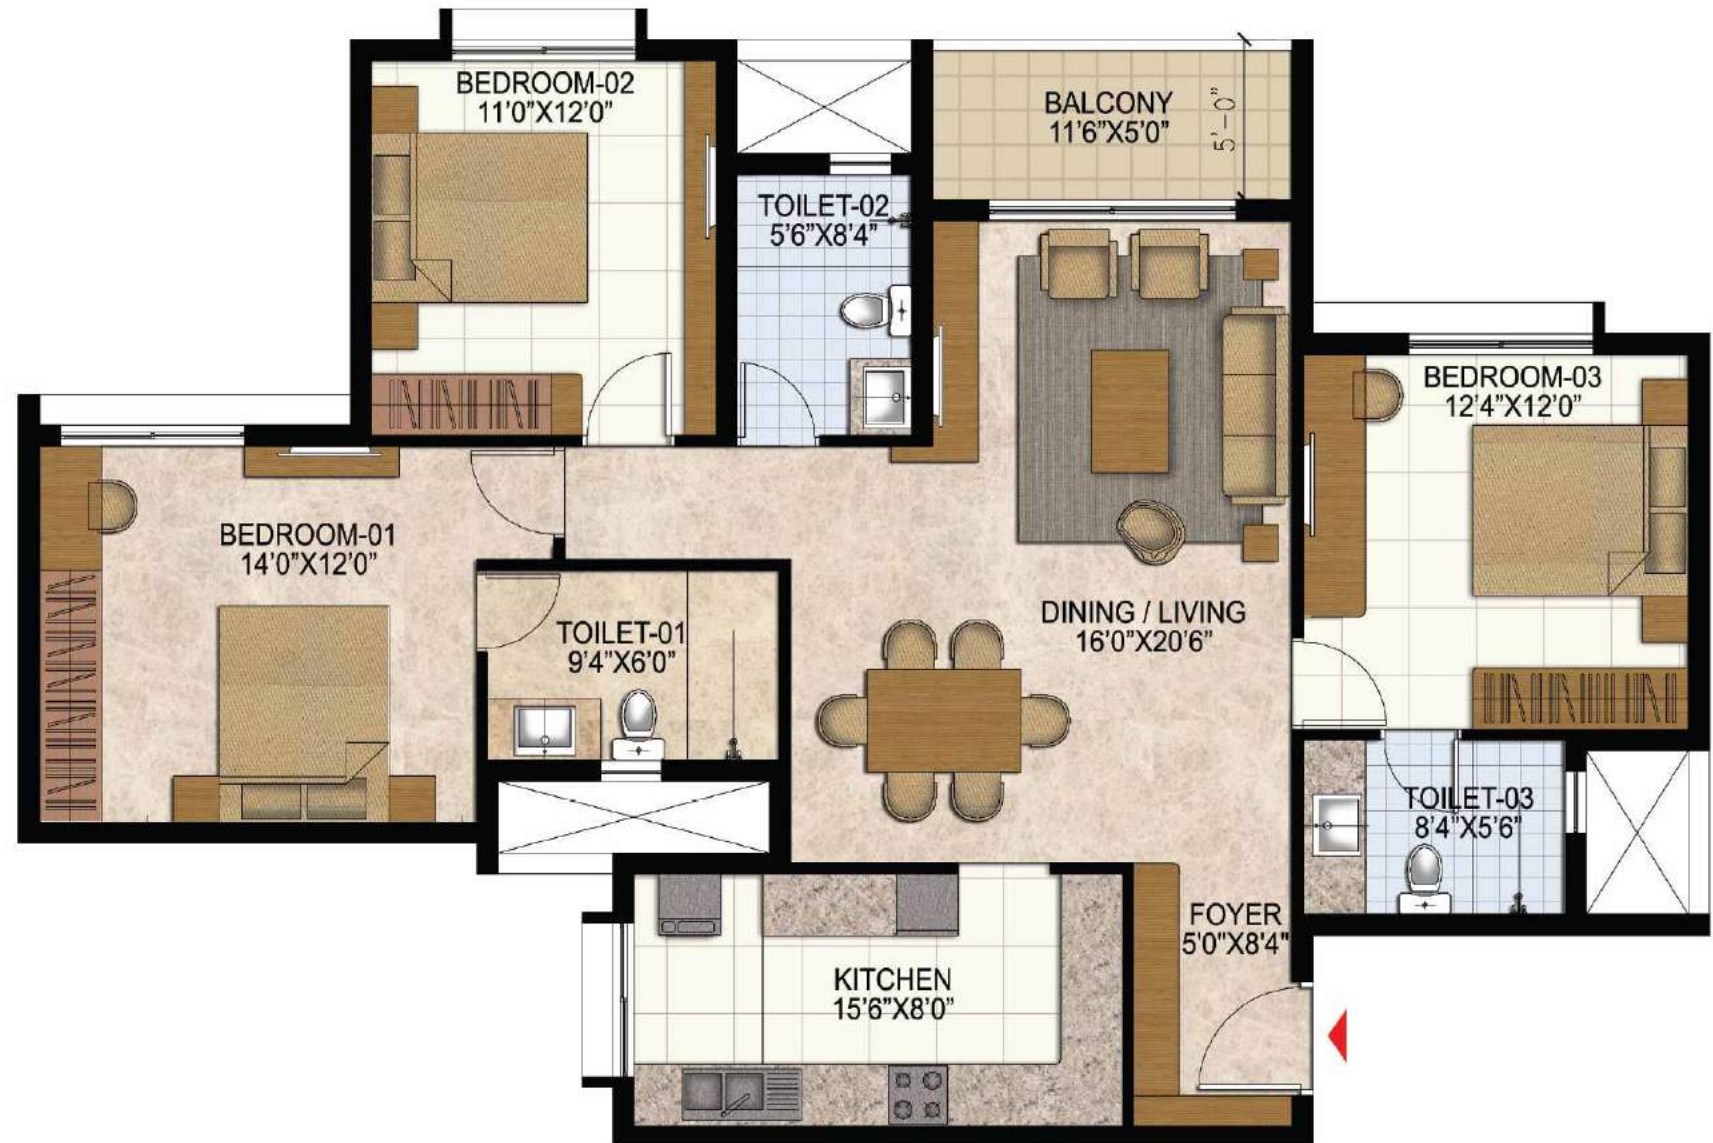 BEDROOM-02
11'0"X12'0"
BALCONY
11'6"X5'0"
5'-0"
TOILET-02
5'6"X8'4"
BEDROOM-03
12'4"X12'0"
BEDROOM-01
14'0"X12'0"
DINING / LIVING
16'0"X20'6"
TOILET-01
9'4"X6'0"
TOILET-03
8'4"X5'6"
FOYER
5'0"X8'4"
KITCHEN
15'6"X8'0"